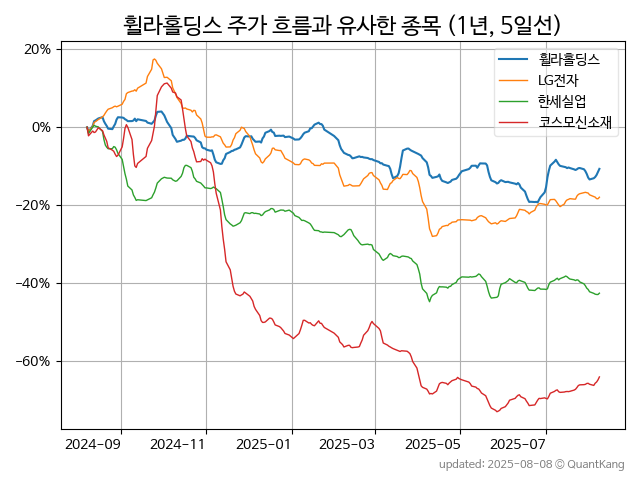 휠라홀딩스 주가 흐름과 유사한 종목 (1년, 5일선)
20%
0%
−20%
−40%
−60%
휠라홀딩스
LG전자
한세실업
코스모신소재
2024-09 2024-11 2025-01 2025-03 2025-05 2025-07
updated: 2025-08-08 © QuantKang